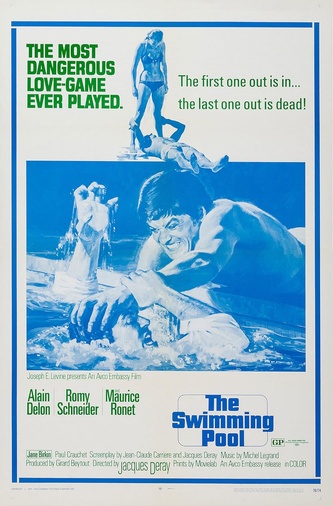 THE MOST
DANGEROUS
LOVE-GAME
EVER PLAYED.
The first one out is in...
the last one out is dead!
Joseph E. Levine presents An Avco Embassy Film
Alain Delon
Romy Schneider
Maurice Ronet
The
Swimming
Pool
GP
Jane Birkin Paul Crauchet Screenplay by Jean-Claude Carriere and Jacques Deray Music by Michel Legrand
Produced by Gerard Beytout Directed by Jacques Deray Prints by Movielab An Avco Embassy release in COLOR